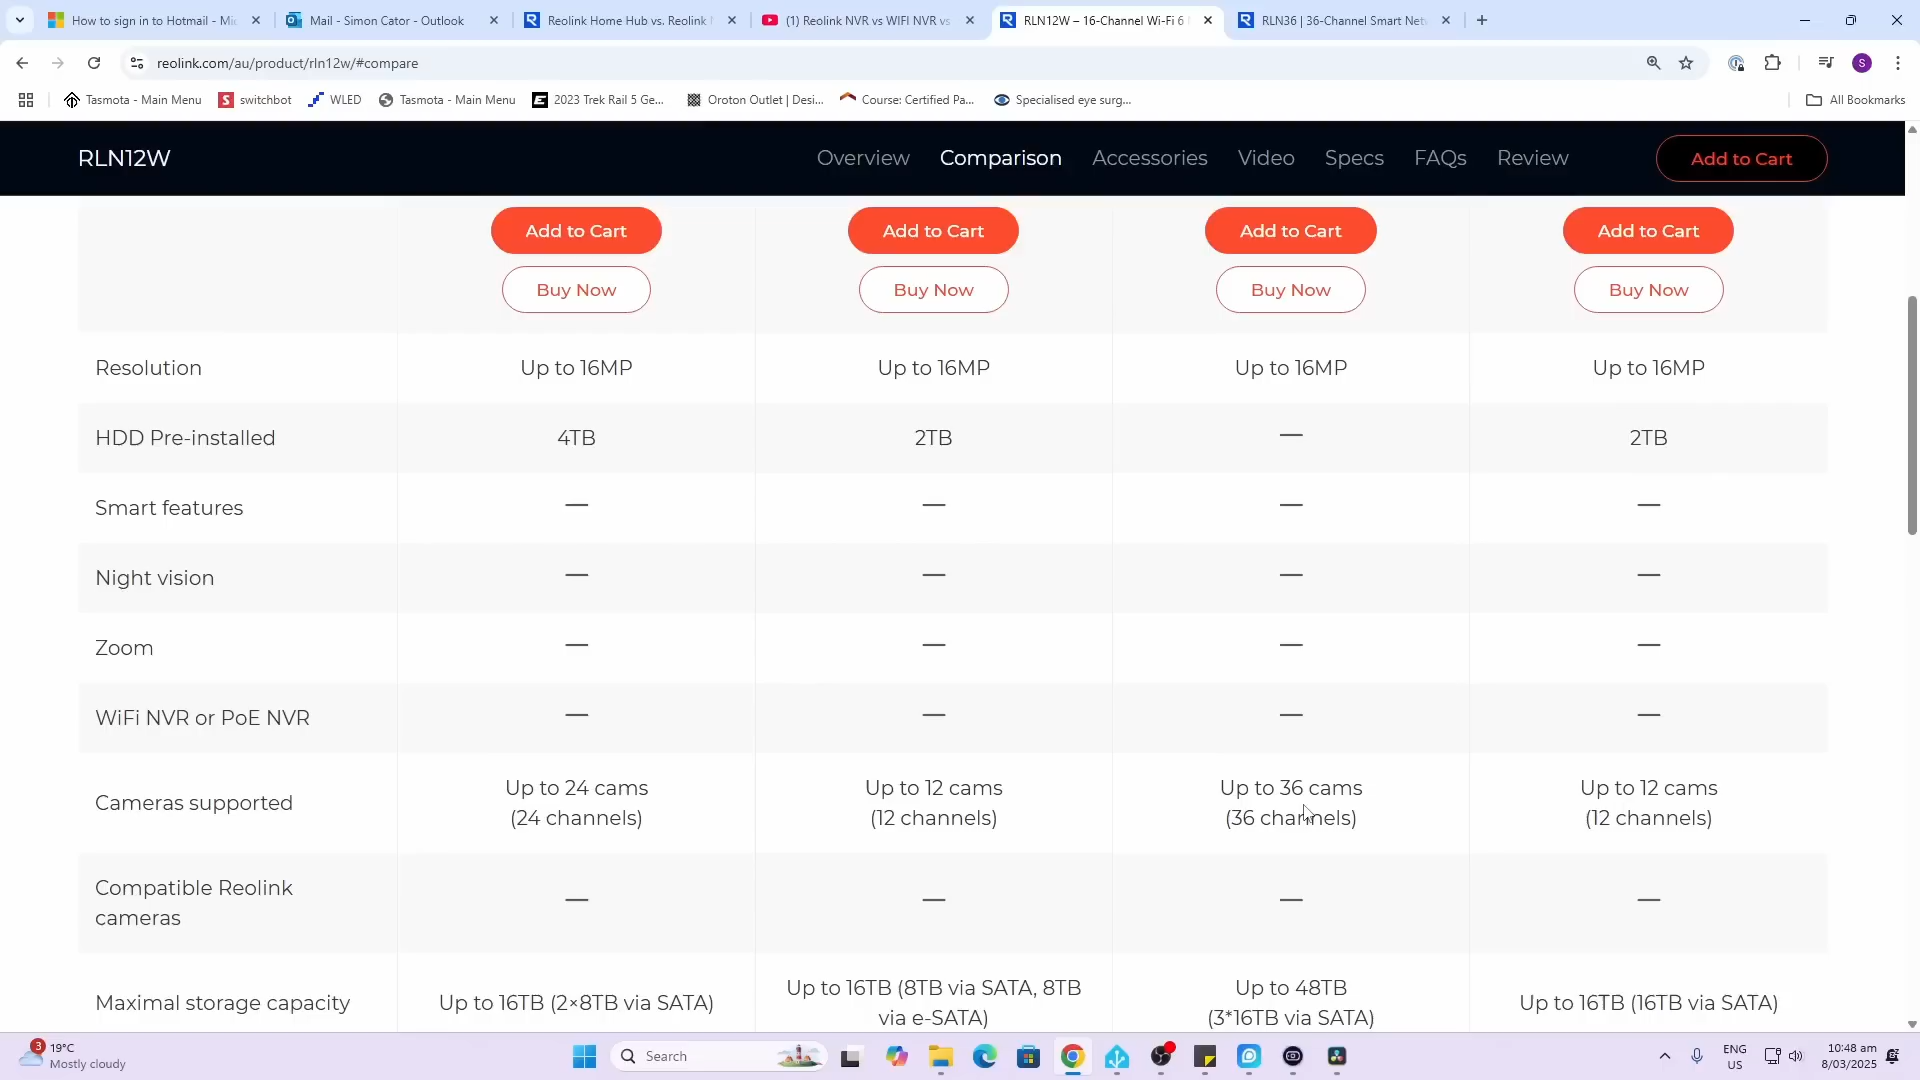 How to sign in to Hotmail - Mi
Mail - Simon Cator - Outlook
Reolink Home Hub vs. Reolink
(1) Reolink NVR vs WIFI NVR vs
RLN12W – 16-Channel Wi-Fi 6
RLN36 | 36-Channel Smart Net
reolink.com/au/product/rln12w/#compare
S
Tasmota - Main Menu
switchbot
WLED
Tasmota - Main Menu
2023 Trek Rail 5 Ge...
Oroton Outlet | Desi...
Course: Certified Pa...
Specialised eye surg...
All Bookmarks
RLN12W
Overview
Comparison
Accessories
Video
Specs
FAQs
Review
Add to Cart
Add to Cart
Add to Cart
Add to Cart
Add to Cart
Buy Now
Buy Now
Buy Now
Buy Now
Resolution
Up to 16MP
Up to 16MP
Up to 16MP
Up to 16MP
HDD Pre-installed
4TB
2TB
—
2TB
Smart features
—
—
—
—
Night vision
—
—
—
—
Zoom
—
—
—
—
WiFi NVR or PoE NVR
—
—
—
—
Cameras supported
Up to 24 cams
(24 channels)
Up to 12 cams
(12 channels)
Up to 36 cams
(36 channels)
Up to 12 cams
(12 channels)
Compatible Reolink
cameras
—
—
—
—
Maximal storage capacity
Up to 16TB (2×8TB via SATA)
Up to 16TB (8TB via SATA, 8TB
via e-SATA)
Up to 48TB
(3*16TB via SATA)
Up to 16TB (16TB via SATA)
3
19°C
Mostly cloudy
Search
ENG
US
10:48 am
8/03/2025